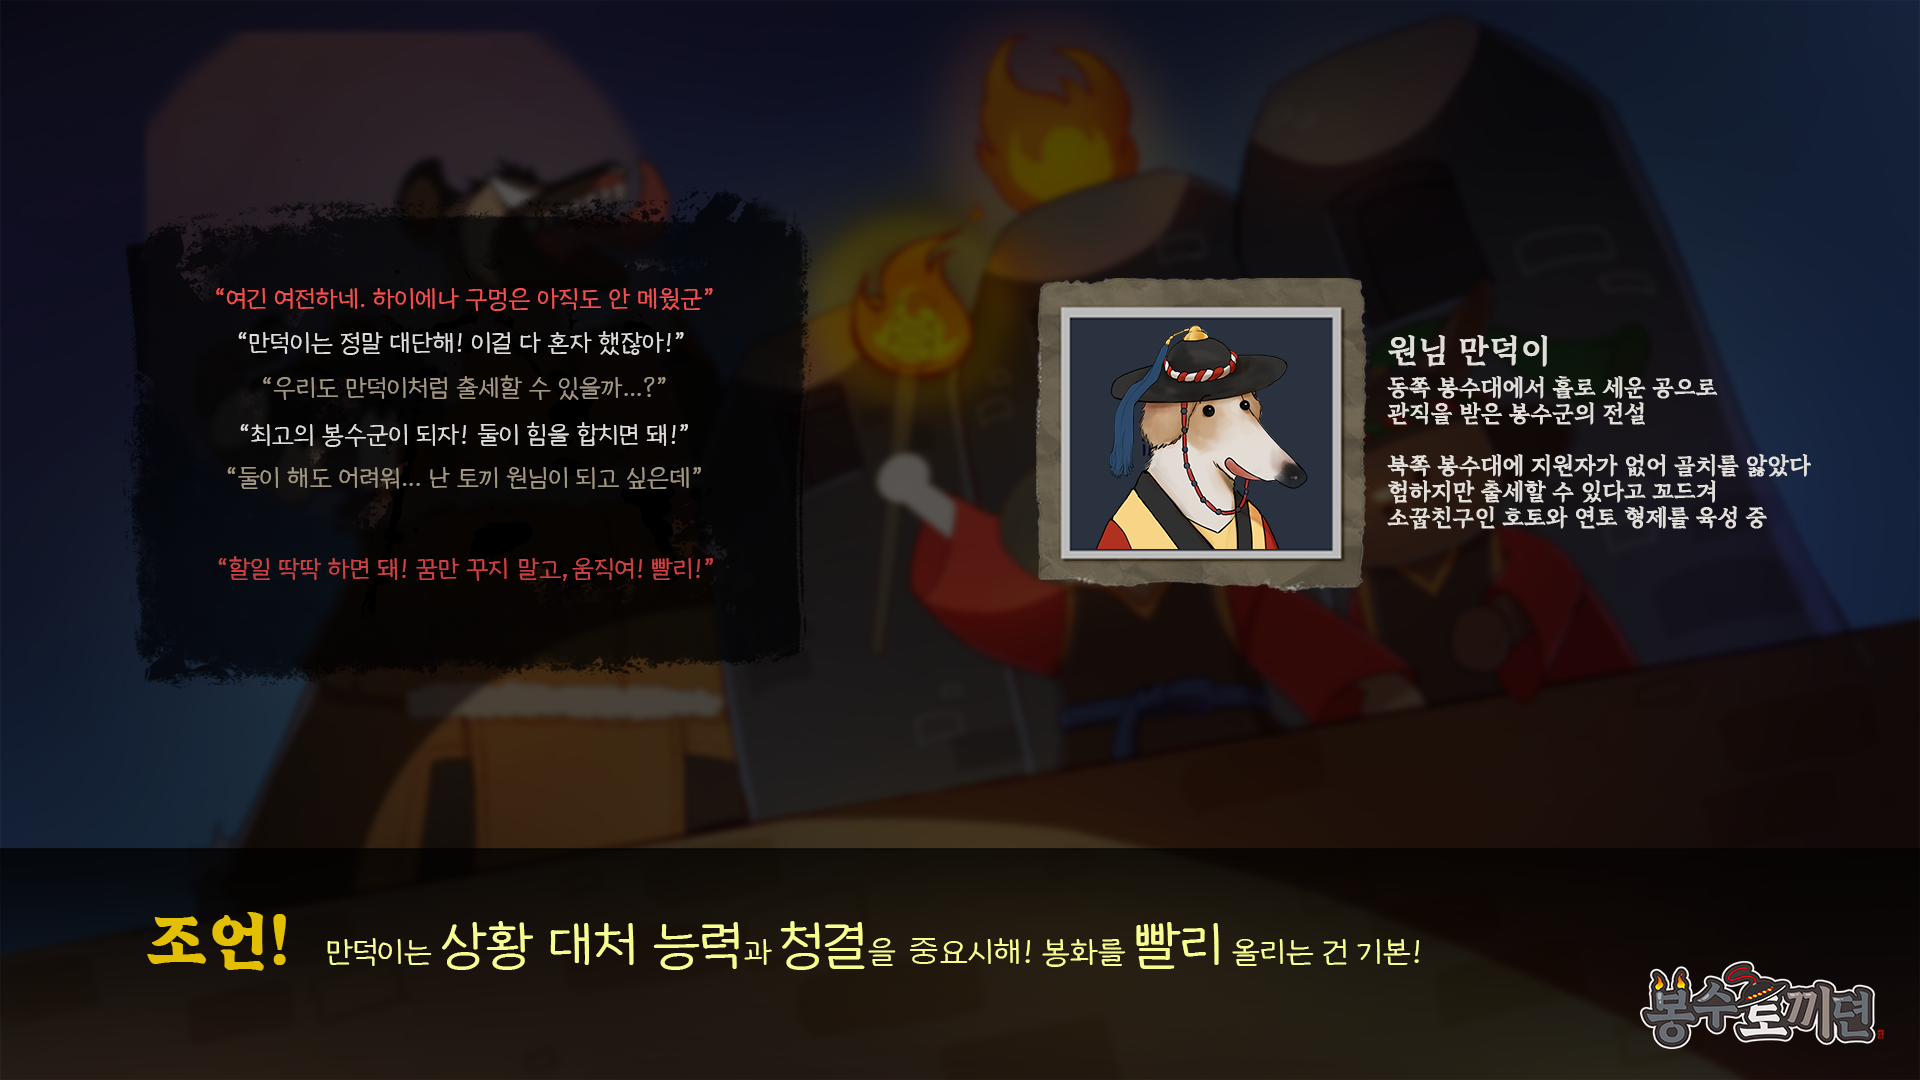 “여긴 여전하네. 하이에나 구멍은 아직도 안 메웠군”
“만덕이는 정말 대단해! 이걸 다 혼자 했잖아!”
“우리도 만덕이처럼 출세할 수 있을까...?”
“최고의 봉수군이 되자! 둘이 힘을 합치면 돼!”
“둘이 해도 어려워... 난 토끼 원님이 되고 싶은데”
“할일 딱딱 하면 돼! 꿈만 꾸지 말고, 움직여! 빨리!”
원님 만덕이
동쪽 봉수대에서 홀로 세운 공으로
관직을 받은 봉수군의 전설
북쪽 봉수대에 지원자가 없어 골치를 앓았다
험하지만 출세할 수 있다고 꼬드겨
소꿉친구인 호토와 연토 형제를 육성 중
조언! 만덕이는 상황 대처 능력과 청결을 중요시해! 봉화를 빨리 올리는 건 기본!
봉수토끼뎐